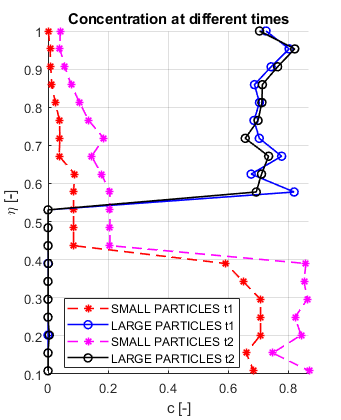 Concentration at different times
1
0.9
0.8
0.7
0.6
0.5
0.4
0.3
0.2
0.1
η [-]
SMALL PARTICLES t1
LARGE PARTICLES t1
SMALL PARTICLES t2
LARGE PARTICLES t2
0 0.2 0.4 0.6 0.8
c [-]